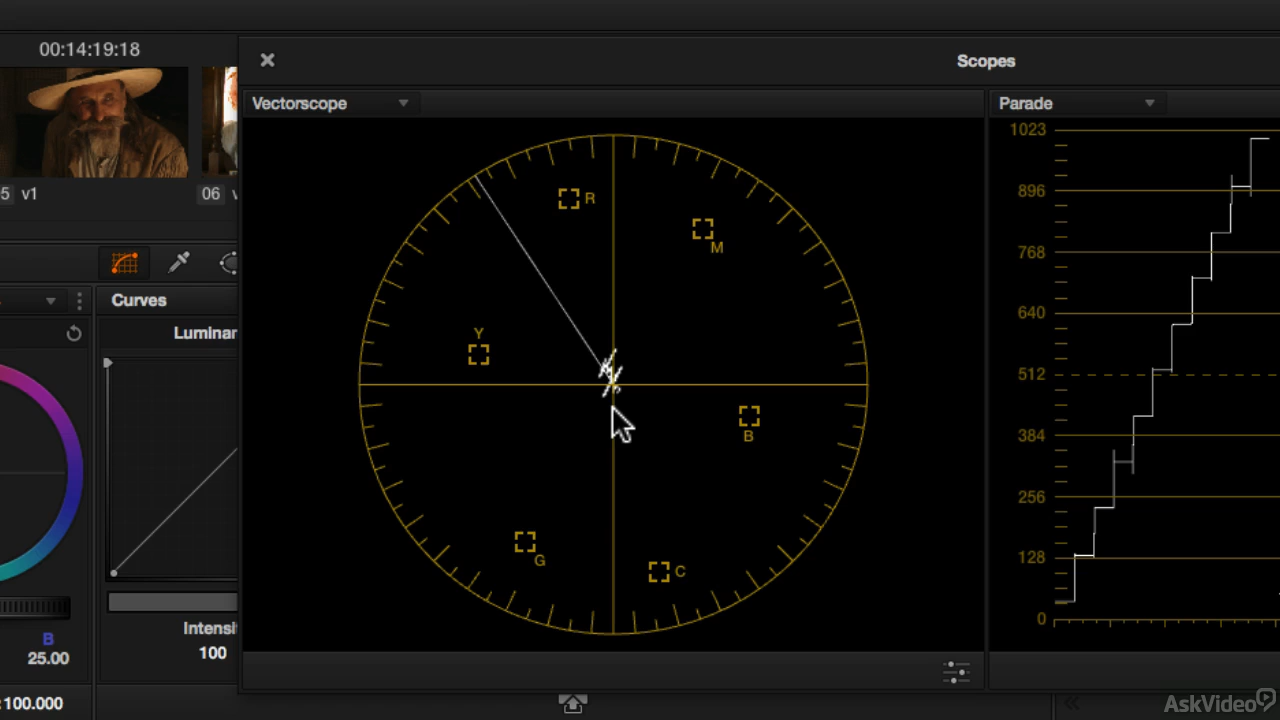 00:14:19:18
5 v1
06
Scopes
Vectorscope
Parade
R
M
Y
B
G
C
1023
896
768
640
512
384
256
128
0
Curves
Luminar
Intensit
100
B
25.00
:100.000
AskVideo